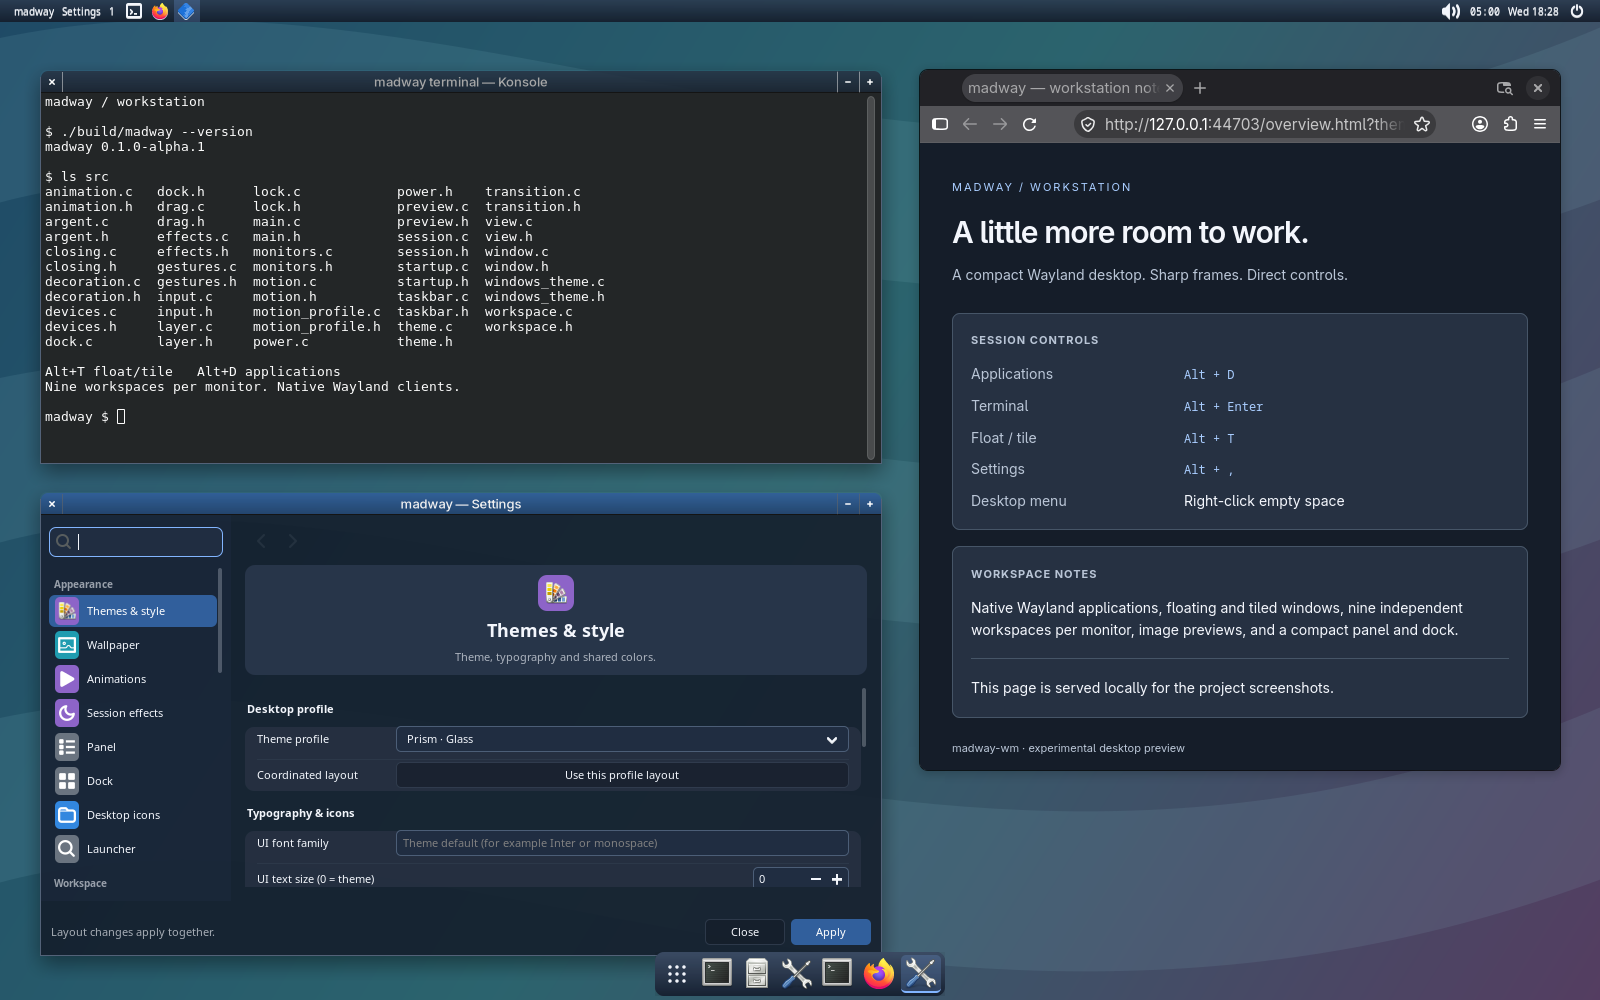 madway Settings 1
05:00 Wed 18:28
madway terminal — Konsole
madway / workstation
$ ./build/madway --version
madway 0.1.0-alpha.1
$ ls src
animation.c dock.h lock.c power.h transition.c
animation.h drag.c lock.h preview.c transition.h
argent.c drag.h main.c preview.h view.c
argent.h effects.c main.h session.c view.h
closing.c effects.h monitors.c session.h window.c
closing.h gestures.c monitors.h startup.c window.h
decoration.c gestures.h motion.c startup.h windows_theme.c
decoration.h input.c motion.h taskbar.c windows_theme.h
devices.c input.h motion_profile.c taskbar.h workspace.c
devices.h layer.c motion_profile.h theme.c workspace.h
dock.c layer.h power.c theme.h
Alt+T float/tile Alt+D applications
Nine workspaces per monitor. Native Wayland clients.
madway $
madway — Settings
Appearance
Themes & style
Wallpaper
Animations
Session effects
Panel
Dock
Desktop icons
Launcher
Workspace
Themes & style
Theme, typography and shared colors.
Desktop profile
Theme profile Prism · Glass
Coordinated layout Use this profile layout
Typography & icons
UI font family Theme default (for example Inter or monospace)
UI text size (0 = theme) 0
Layout changes apply together.
Close Apply
madway — workstation not
http://127.0.0.1:44703/overview.html?ther
MADWAY / WORKSTATION
A little more room to work.
A compact Wayland desktop. Sharp frames. Direct controls.
SESSION CONTROLS
Applications Alt + D
Terminal Alt + Enter
Float / tile Alt + T
Settings Alt + ,
Desktop menu Right-click empty space
WORKSPACE NOTES
Native Wayland applications, floating and tiled windows, nine independent
workspaces per monitor, image previews, and a compact panel and dock.
This page is served locally for the project screenshots.
madway-wm · experimental desktop preview